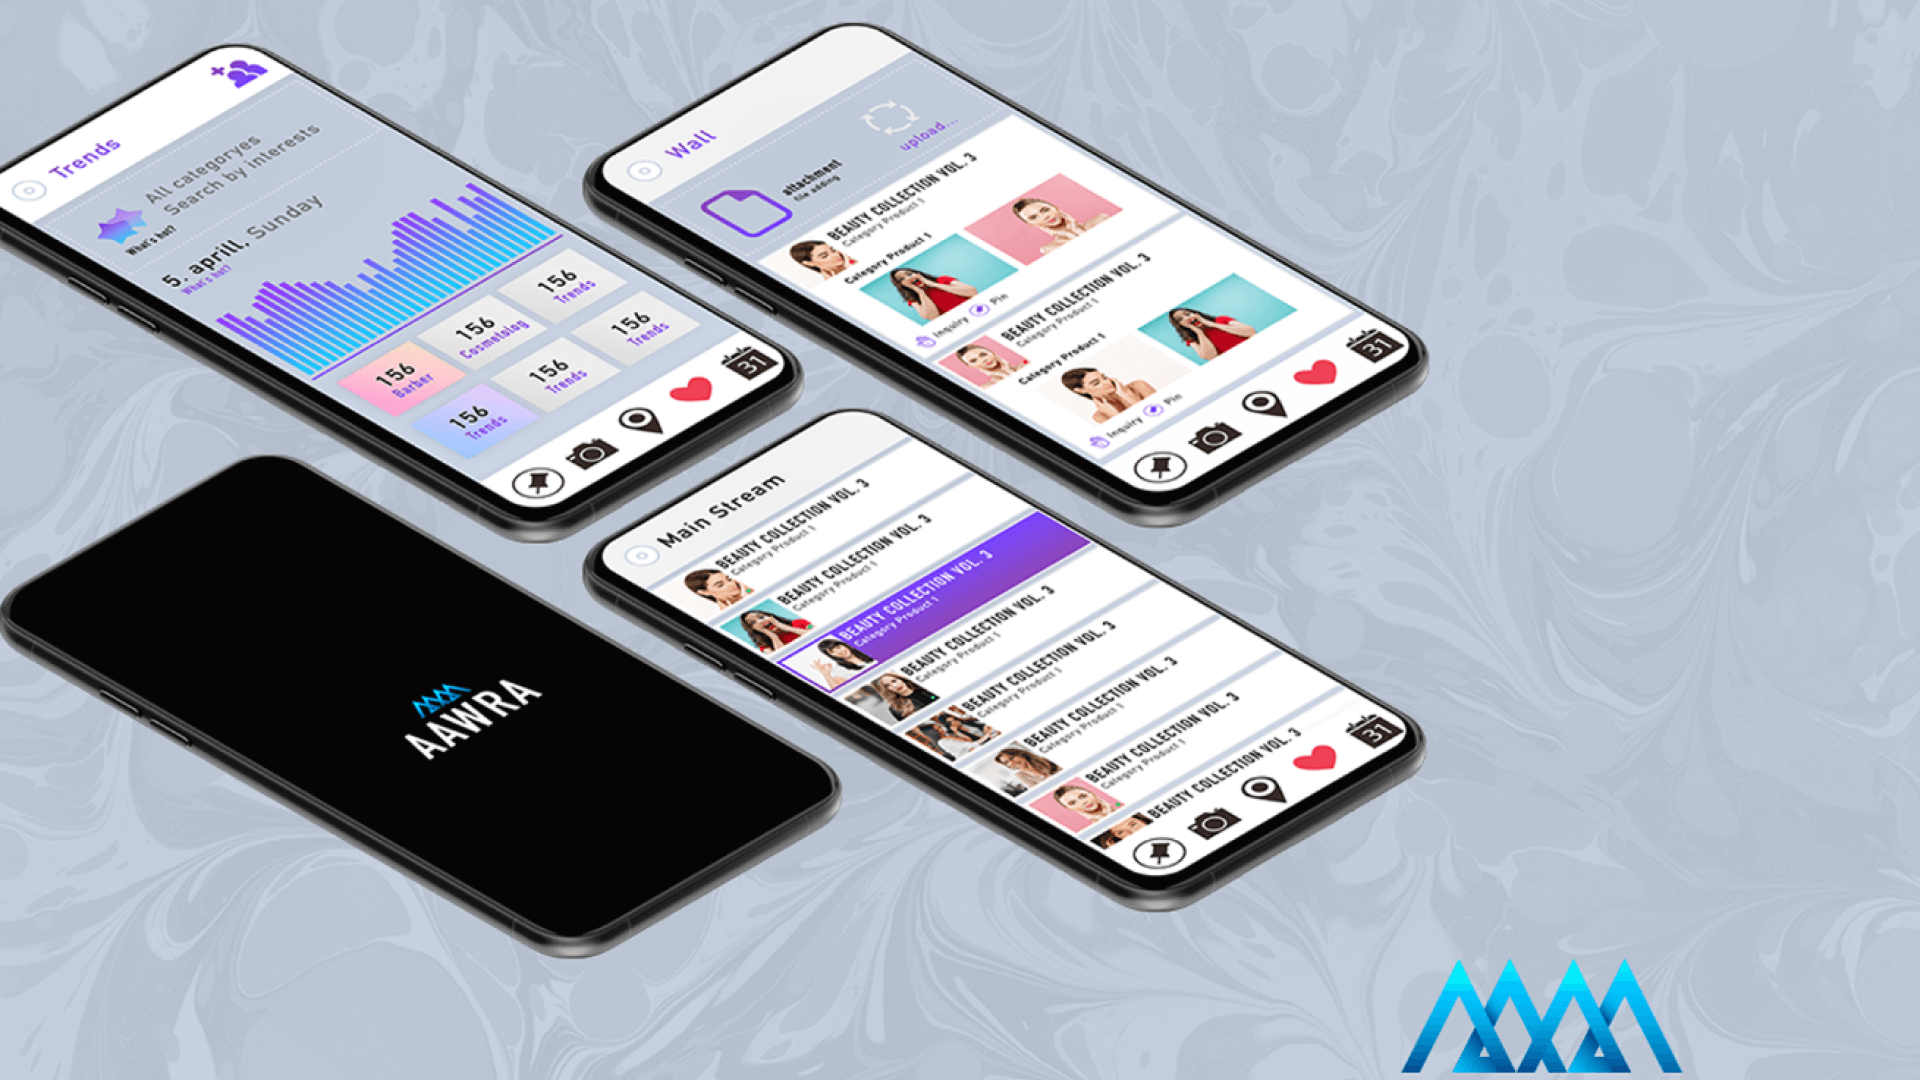 Trends
All categoryes
Search by interests
What's hot?
5. aprill, Sunday
What's hot?
156
Barber
156
Cosmelolog
156
Trends
156
Trends
156
Trends
156
Trends
31
Wall
attachment
file adding
upload...
BEAUTY COLLECTION VOL. 3
Category Product 1
Category Product 1
Inquiry
Pin
BEAUTY COLLECTION VOL. 3
Category Product 1
Category Product 1
Inquiry
Pin
31
AAWRA
Main Stream
BEAUTY COLLECTION VOL. 3
Category Product 1
BEAUTY COLLECTION VOL. 3
Category Product 1
BEAUTY COLLECTION VOL. 3
Category Product 1
BEAUTY COLLECTION VOL. 3
Category Product 1
BEAUTY COLLECTION VOL. 3
Category Product 1
BEAUTY COLLECTION VOL. 3
Category Product 1
BEAUTY COLLECTION VOL. 3
Category Product 1
BEAUTY COLLECTION VOL. 3
31